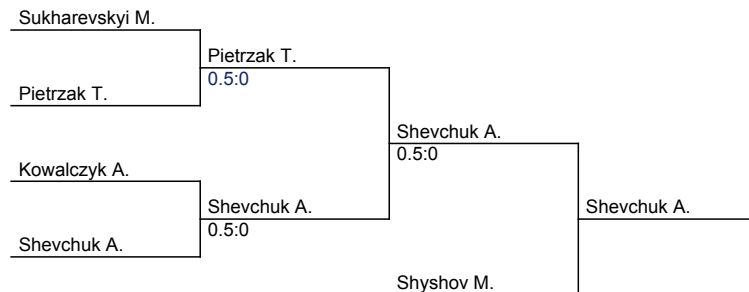 Sukharevskyi M.
Pietrzak T.
0.5:0
Pietrzak T.
Shevchuk A.
0.5:0
Kowalczyk A.
Shevchuk A.
Shevchuk A.
0.5:0
Shevchuk A.
Shyshov M.